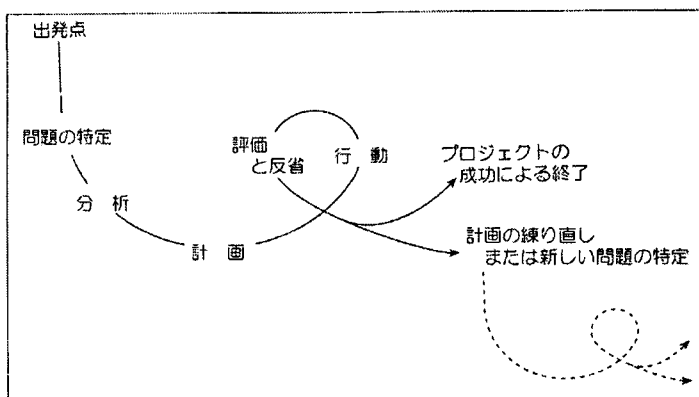 出発点
問題の特定
分 析
計 画
評価
と反省
行 動
プロジェクトの
成功による終了
計画の練り直し
または新しい問題の特定